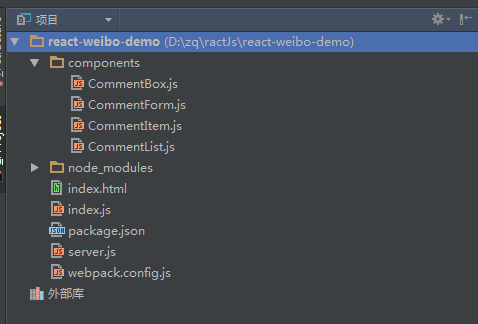 项目
react-weibo-demo (D:\zq\ractJs\react-weibo-demo)
components
CommentBox.js
CommentForm.js
CommentItem.js
CommentList.js
node_modules
index.html
index.js
package.json
server.js
webpack.config.js
外部库